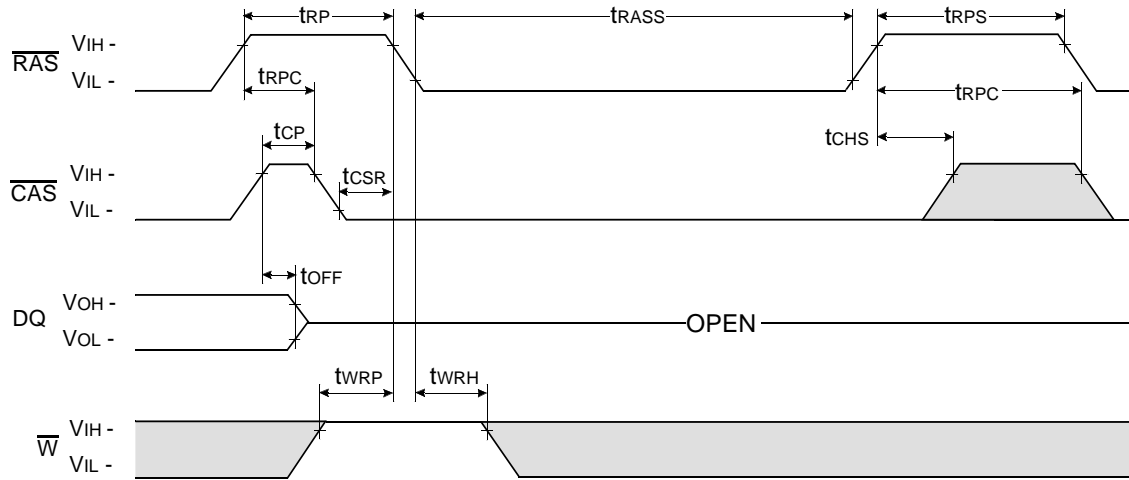 tRP
tRASS
tRPS
RAS
VIH -
VIL -
tRPC
tRPC
tCP
tCHS
CAS
VIH -
VIL -
tCSR
tOFF
DQ
VOH -
VOL -
OPEN
tWRP
tWRH
W
VIH -
VIL -